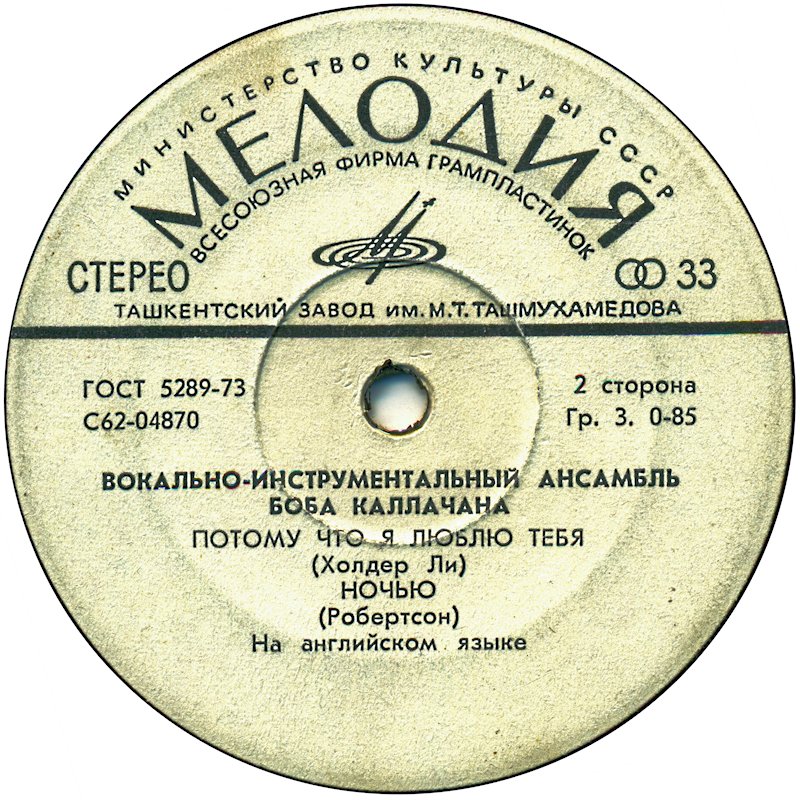 МИНИСТЕРСТВО КУЛЬТУРЫ СССР
МЕЛОДИЯ
ВСЕСОЮЗНАЯ ФИРМА ГРАМПЛАСТИНОК
СТЕРЕО
33
ТАШКЕНТСКИЙ ЗАВОД ИМ. М.Т.ТАШМУХАМЕДОВА
ГОСТ 5289-73
2 сторона
С62-04870
Гр. 3. 0-85
ВОКАЛЬНО-ИНСТРУМЕНТАЛЬНЫЙ АНСАМБЛЬ
БОБА КАЛЛАЧАНА
ПОТОМУ ЧТО Я ЛЮБЛЮ ТЕБЯ
(Холдер Ли)
НОЧЬЮ
(Робертсон)
На английском языке